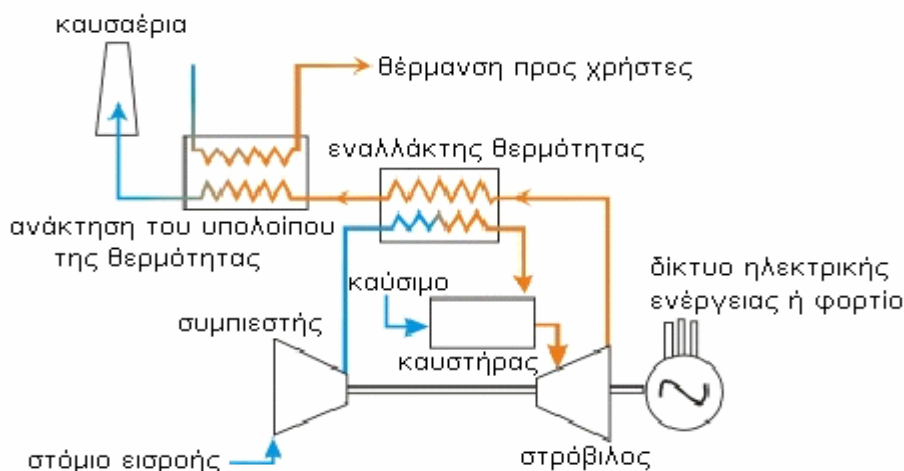 καυσαέρια
θέρμανση προς χρήστες
εναλλάκτης θερμότητας
ανάκτηση του υπολοίπου
της θερμότητας
καύσιμο
δίκτυο ηλεκτρικής
ενέργειας ή φορτίο
συμπιεστής
καυστήρας
στόμιο εισροής
στρόβιλος